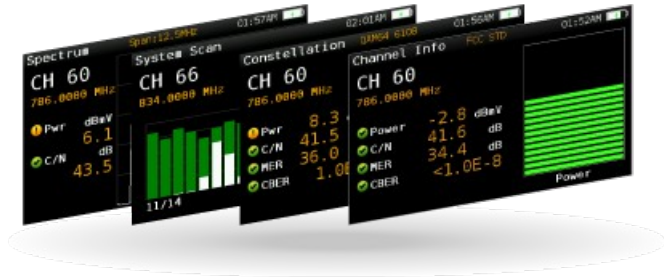 Spectrum
Span:12.5MHz
01:57AM
CH 60
786.0000 MHz
dBmV
Pwr
6.1
dB
C/N
43.5
System Scan
02:01AM
CH 66
834.0000 MHz
11/14
Constellation
QAM64 6108
01:56AM
CH 60
786.0000 MHz
Pwr 8.3
C/N 41.5
MER 36.0
CBER 1.0E
Channel Info
FCC STD
01:52AM
CH 60
786.0000 MHz
Power -2.8 dBmV
C/N 41.6 dB
MER 34.4 dB
CBER <1.0E-8
Power